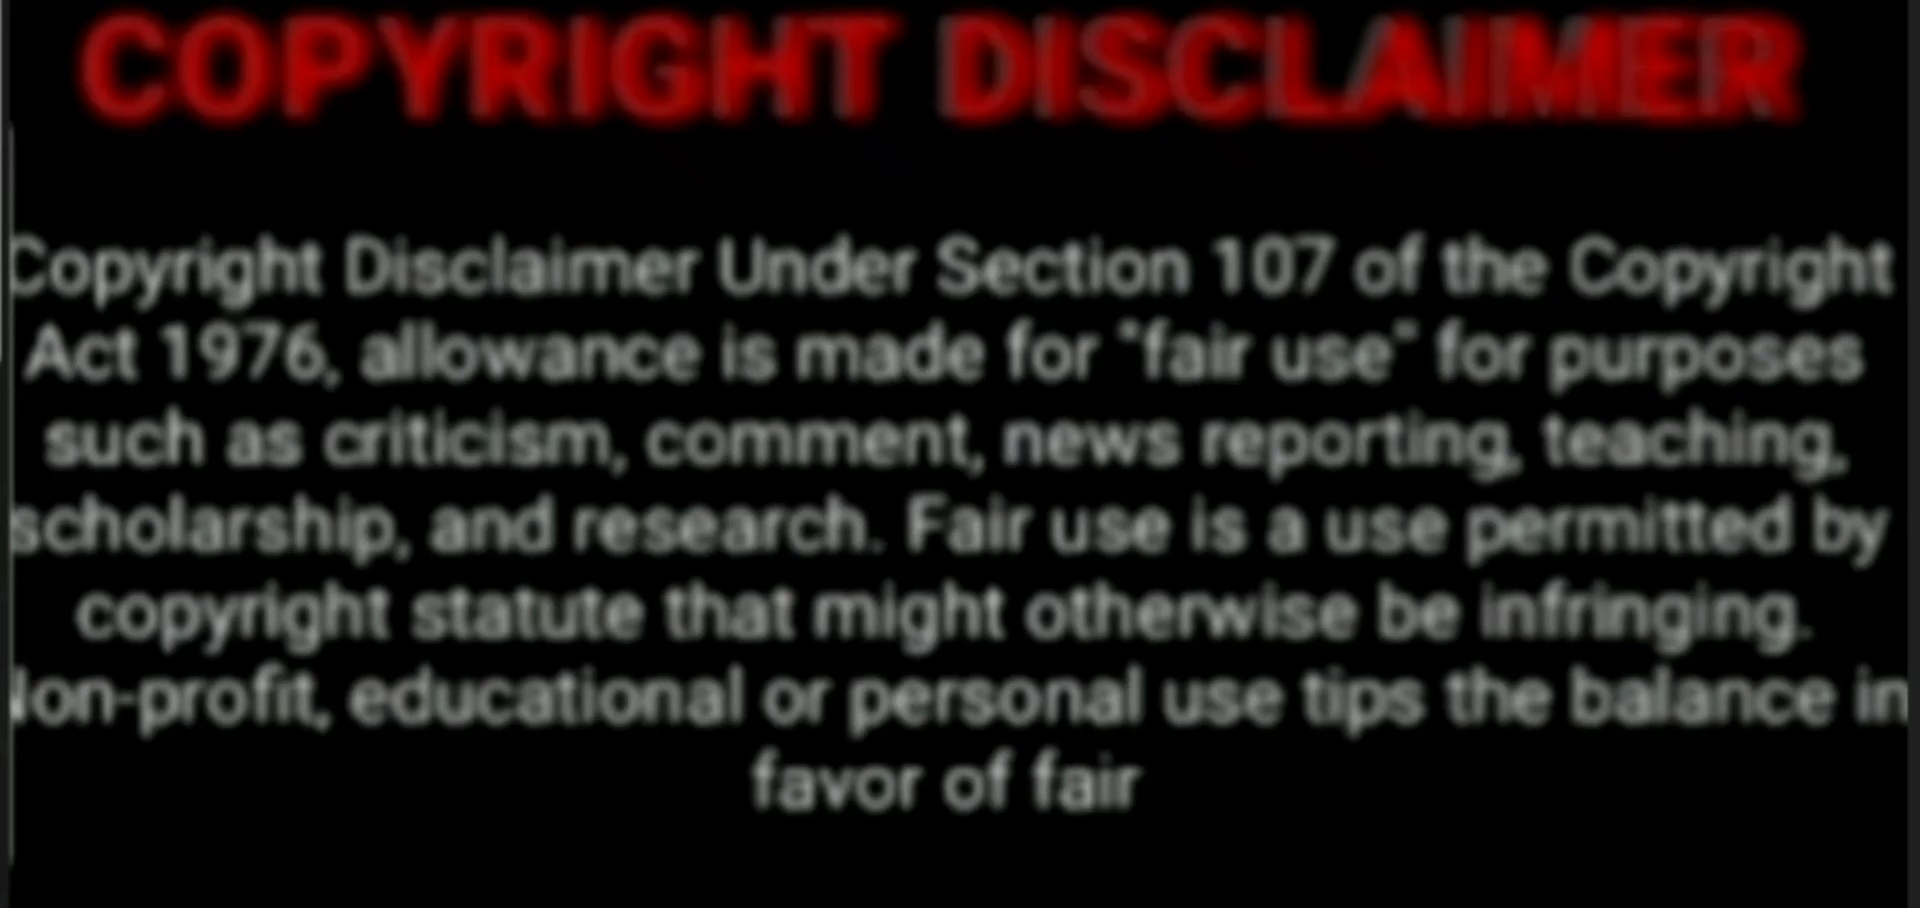 COPYRIGHT DISCLAIMER
Copyright Disclaimer Under Section 107 of the Copyright
Act 1976, allowance is made for "fair use" for purposes
such as criticism, comment, news reporting, teaching,
scholarship, and research. Fair use is a use permitted by
copyright statute that might otherwise be infringing.
Non-profit, educational or personal use tips the balance in
favor of fair